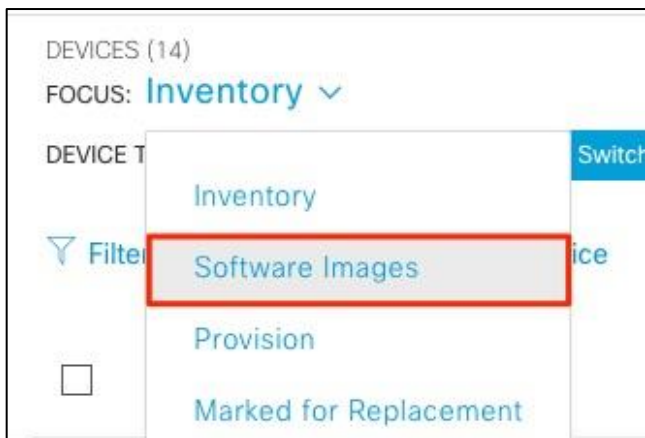 DEVICES (14)
FOCUS: Inventory
DEVICE T
Switch
Inventory
Filter
ice
Software Images
Provision
Marked for Replacement